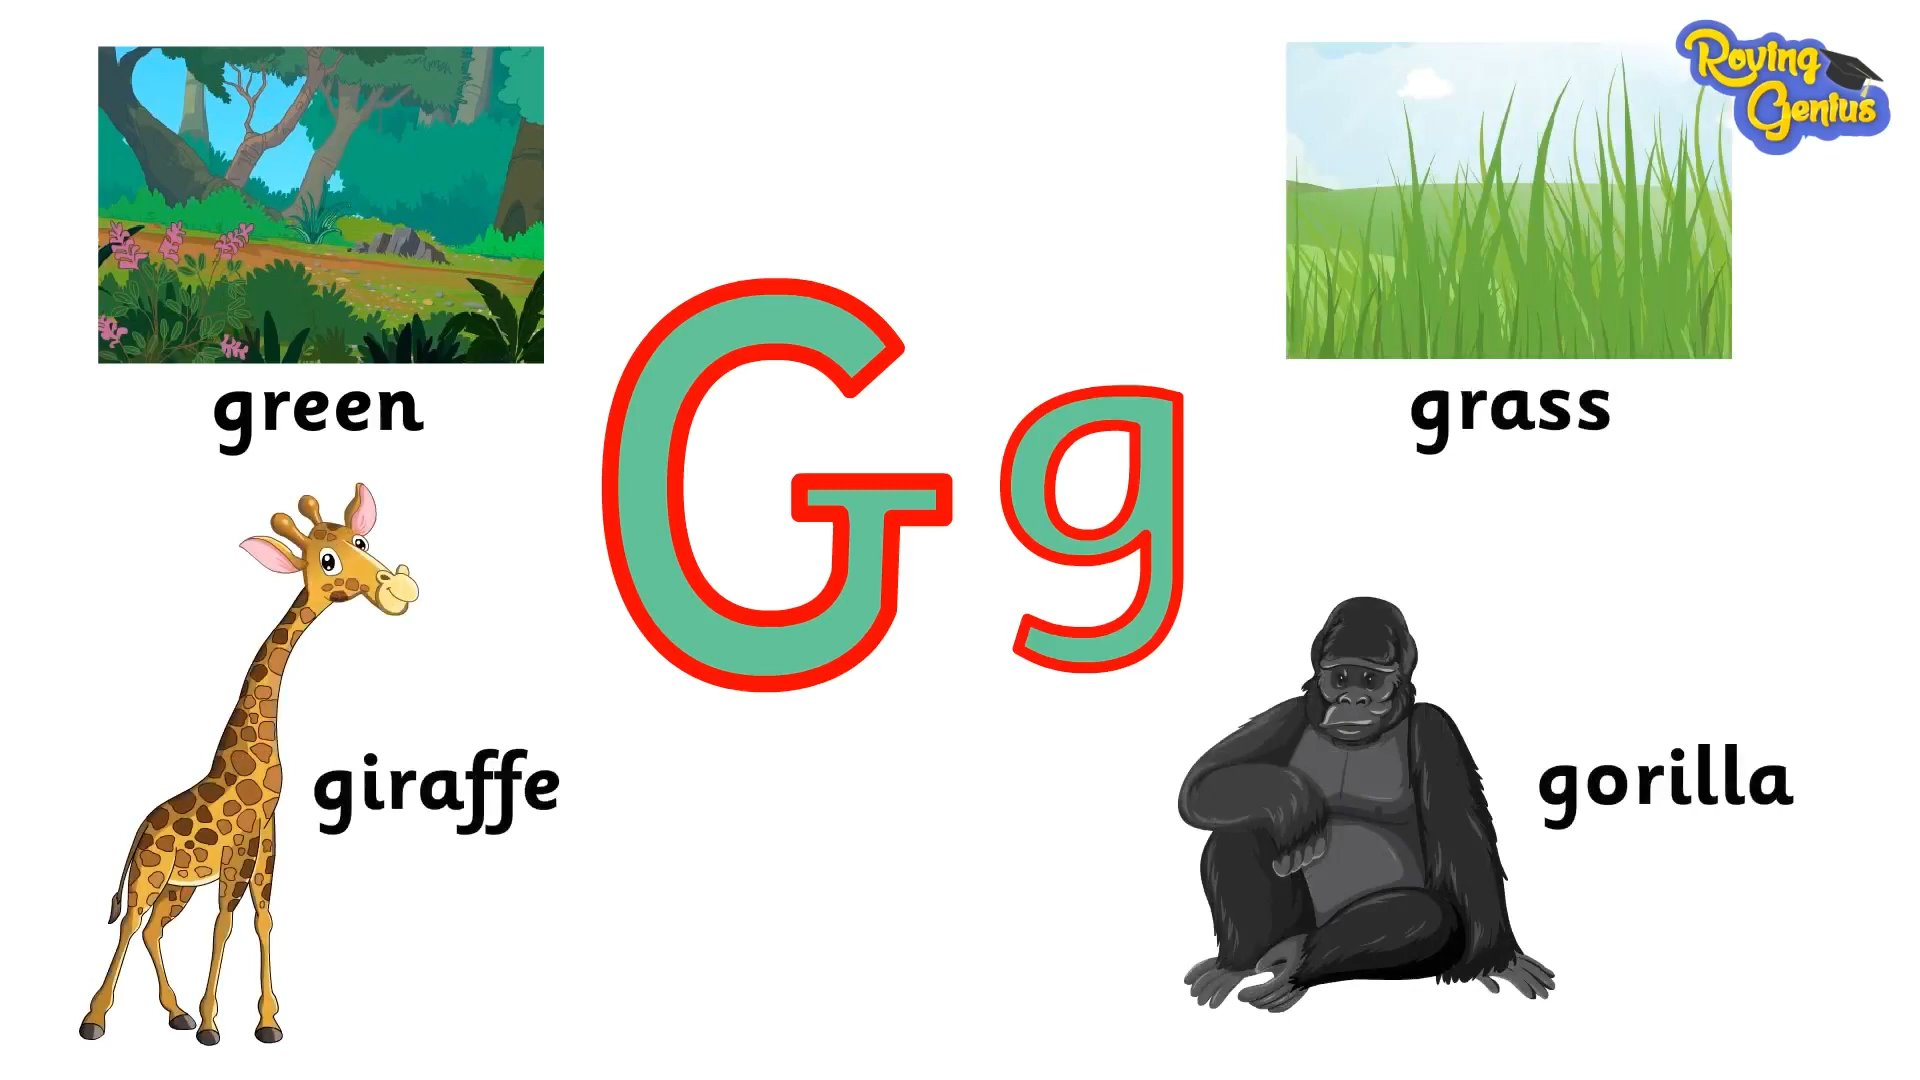 Roving
Genius
green
grass
G g
giraffe
gorilla